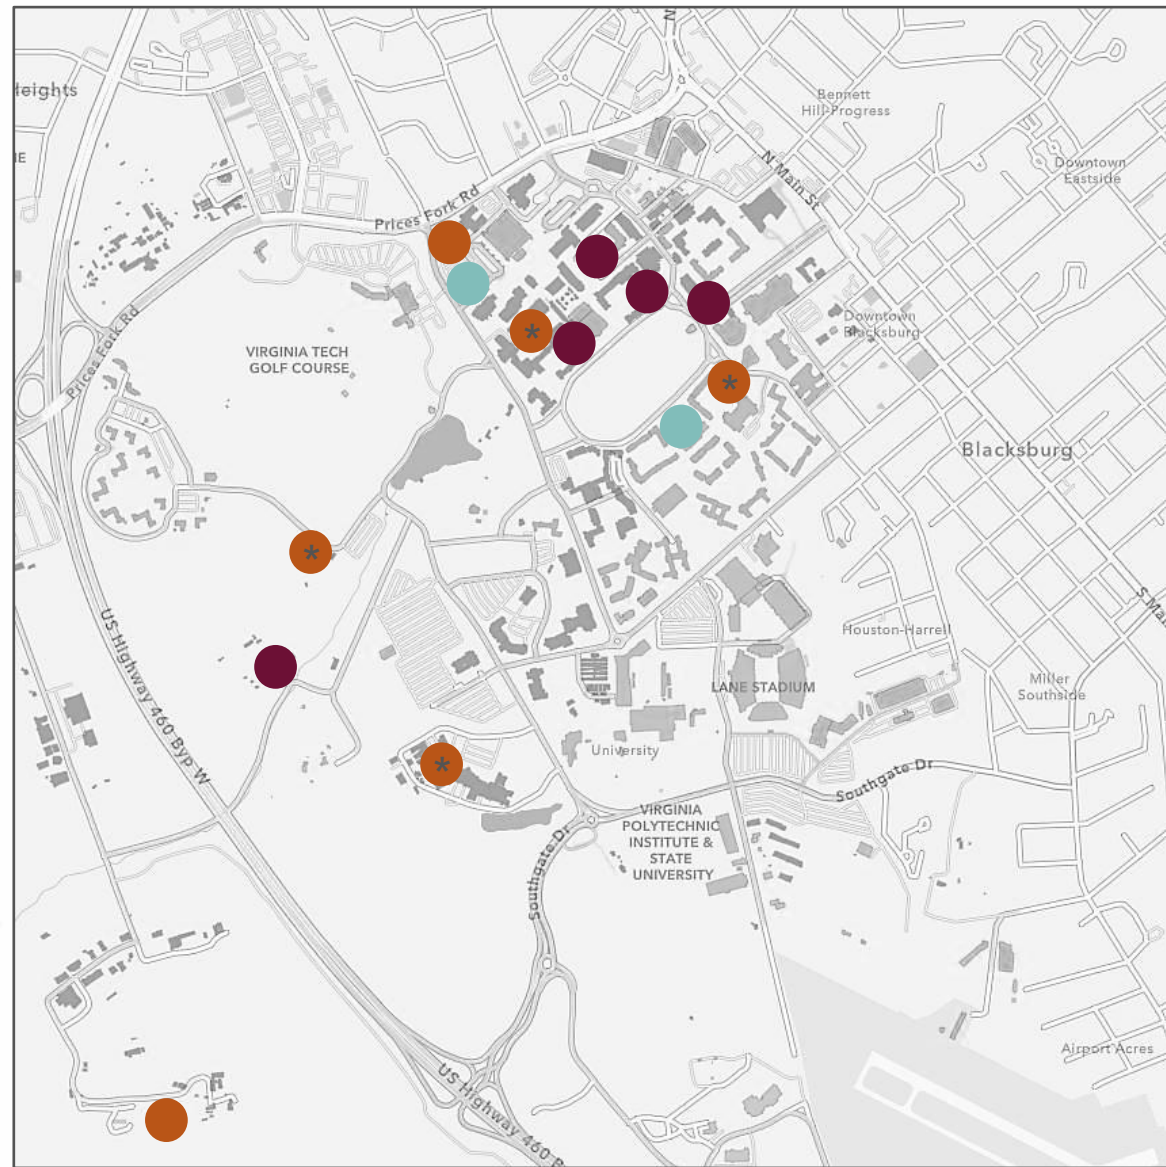 N
Heights
Bennett
Hill-Progress
NE
N Main St
Downtown
Eastside
Prices Fork Rd
Prices Fork Rd
Downtown
Blacksburg
VIRGINIA TECH
GOLF COURSE
*
*
Blacksburg
*
US Highway 460 Byp W
S Mai
Houston-Harrell
Miller
Southside
LANE STADIUM
University
*
Southgate Dr
VIRGINIA
POLYTECHNIC
INSTITUTE &
STATE
UNIVERSITY
Southgate Dr
Airport Acres
US Highway 460 B